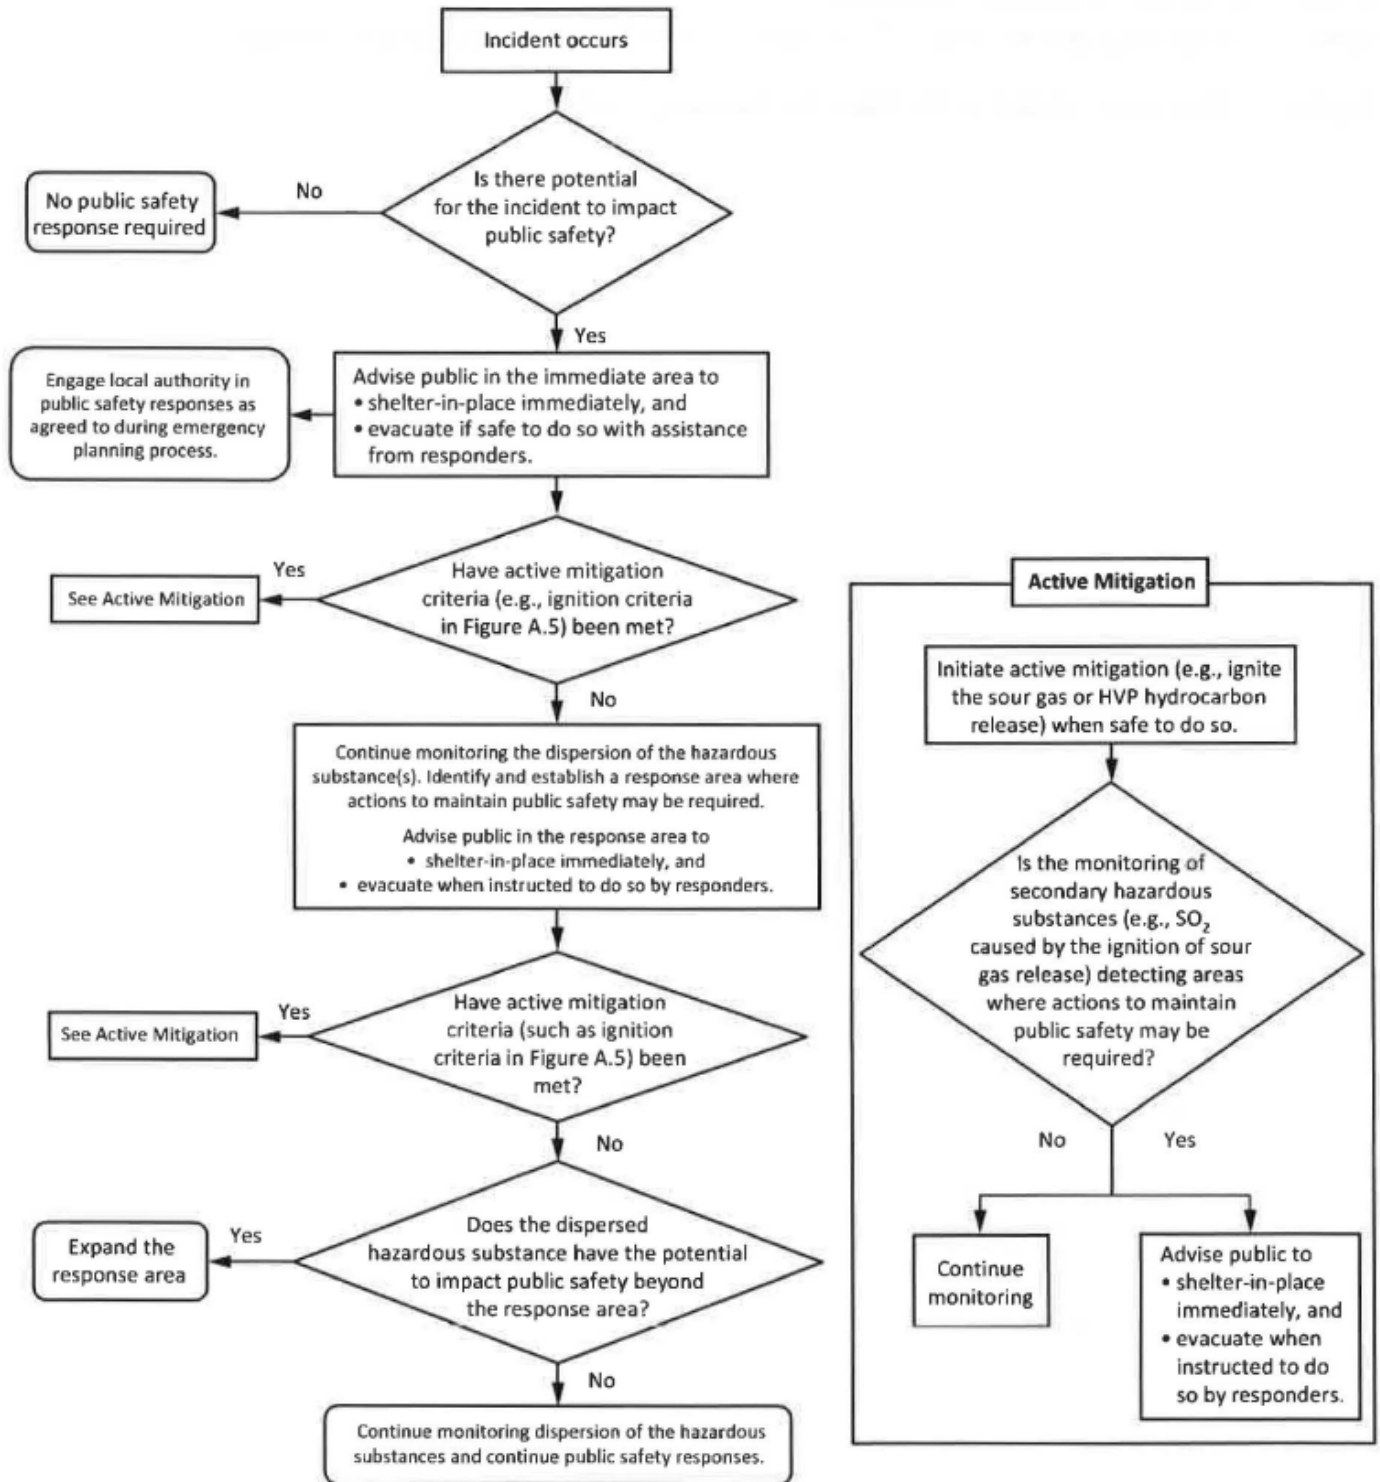 Incident occurs
Is there potential
for the incident to impact
public safety?
No
No public safety
response required
Yes
Advise public in the immediate area to
• shelter-in-place immediately, and
• evacuate if safe to do so with assistance
from responders.
Engage local authority in
public safety responses as
agreed to during emergency
planning process.
Have active mitigation
criteria (e.g., ignition criteria
in Figure A.5) been met?
Yes
See Active Mitigation
No
Continue monitoring the dispersion of the hazardous
substance(s). Identify and establish a response area where
actions to maintain public safety may be required.
Advise public in the response area to
• shelter-in-place immediately, and
• evacuate when instructed to do so by responders.
Have active mitigation
criteria (such as ignition
criteria in Figure A.5) been
met?
Yes
See Active Mitigation
No
Does the dispersed
hazardous substance have the potential
to impact public safety beyond
the response area?
Yes
Expand the
response area
No
Continue monitoring dispersion of the hazardous
substances and continue public safety responses.
Active Mitigation
Initiate active mitigation (e.g., ignite
the sour gas or HVP hydrocarbon
release) when safe to do so.
Is the monitoring of
secondary hazardous
substances (e.g., SO₂
caused by the ignition of sour
gas release) detecting areas
where actions to maintain
public safety may be
required?
No
Yes
Continue
monitoring
Advise public to
• shelter-in-place
immediately, and
• evacuate when
instructed to do
so by responders.